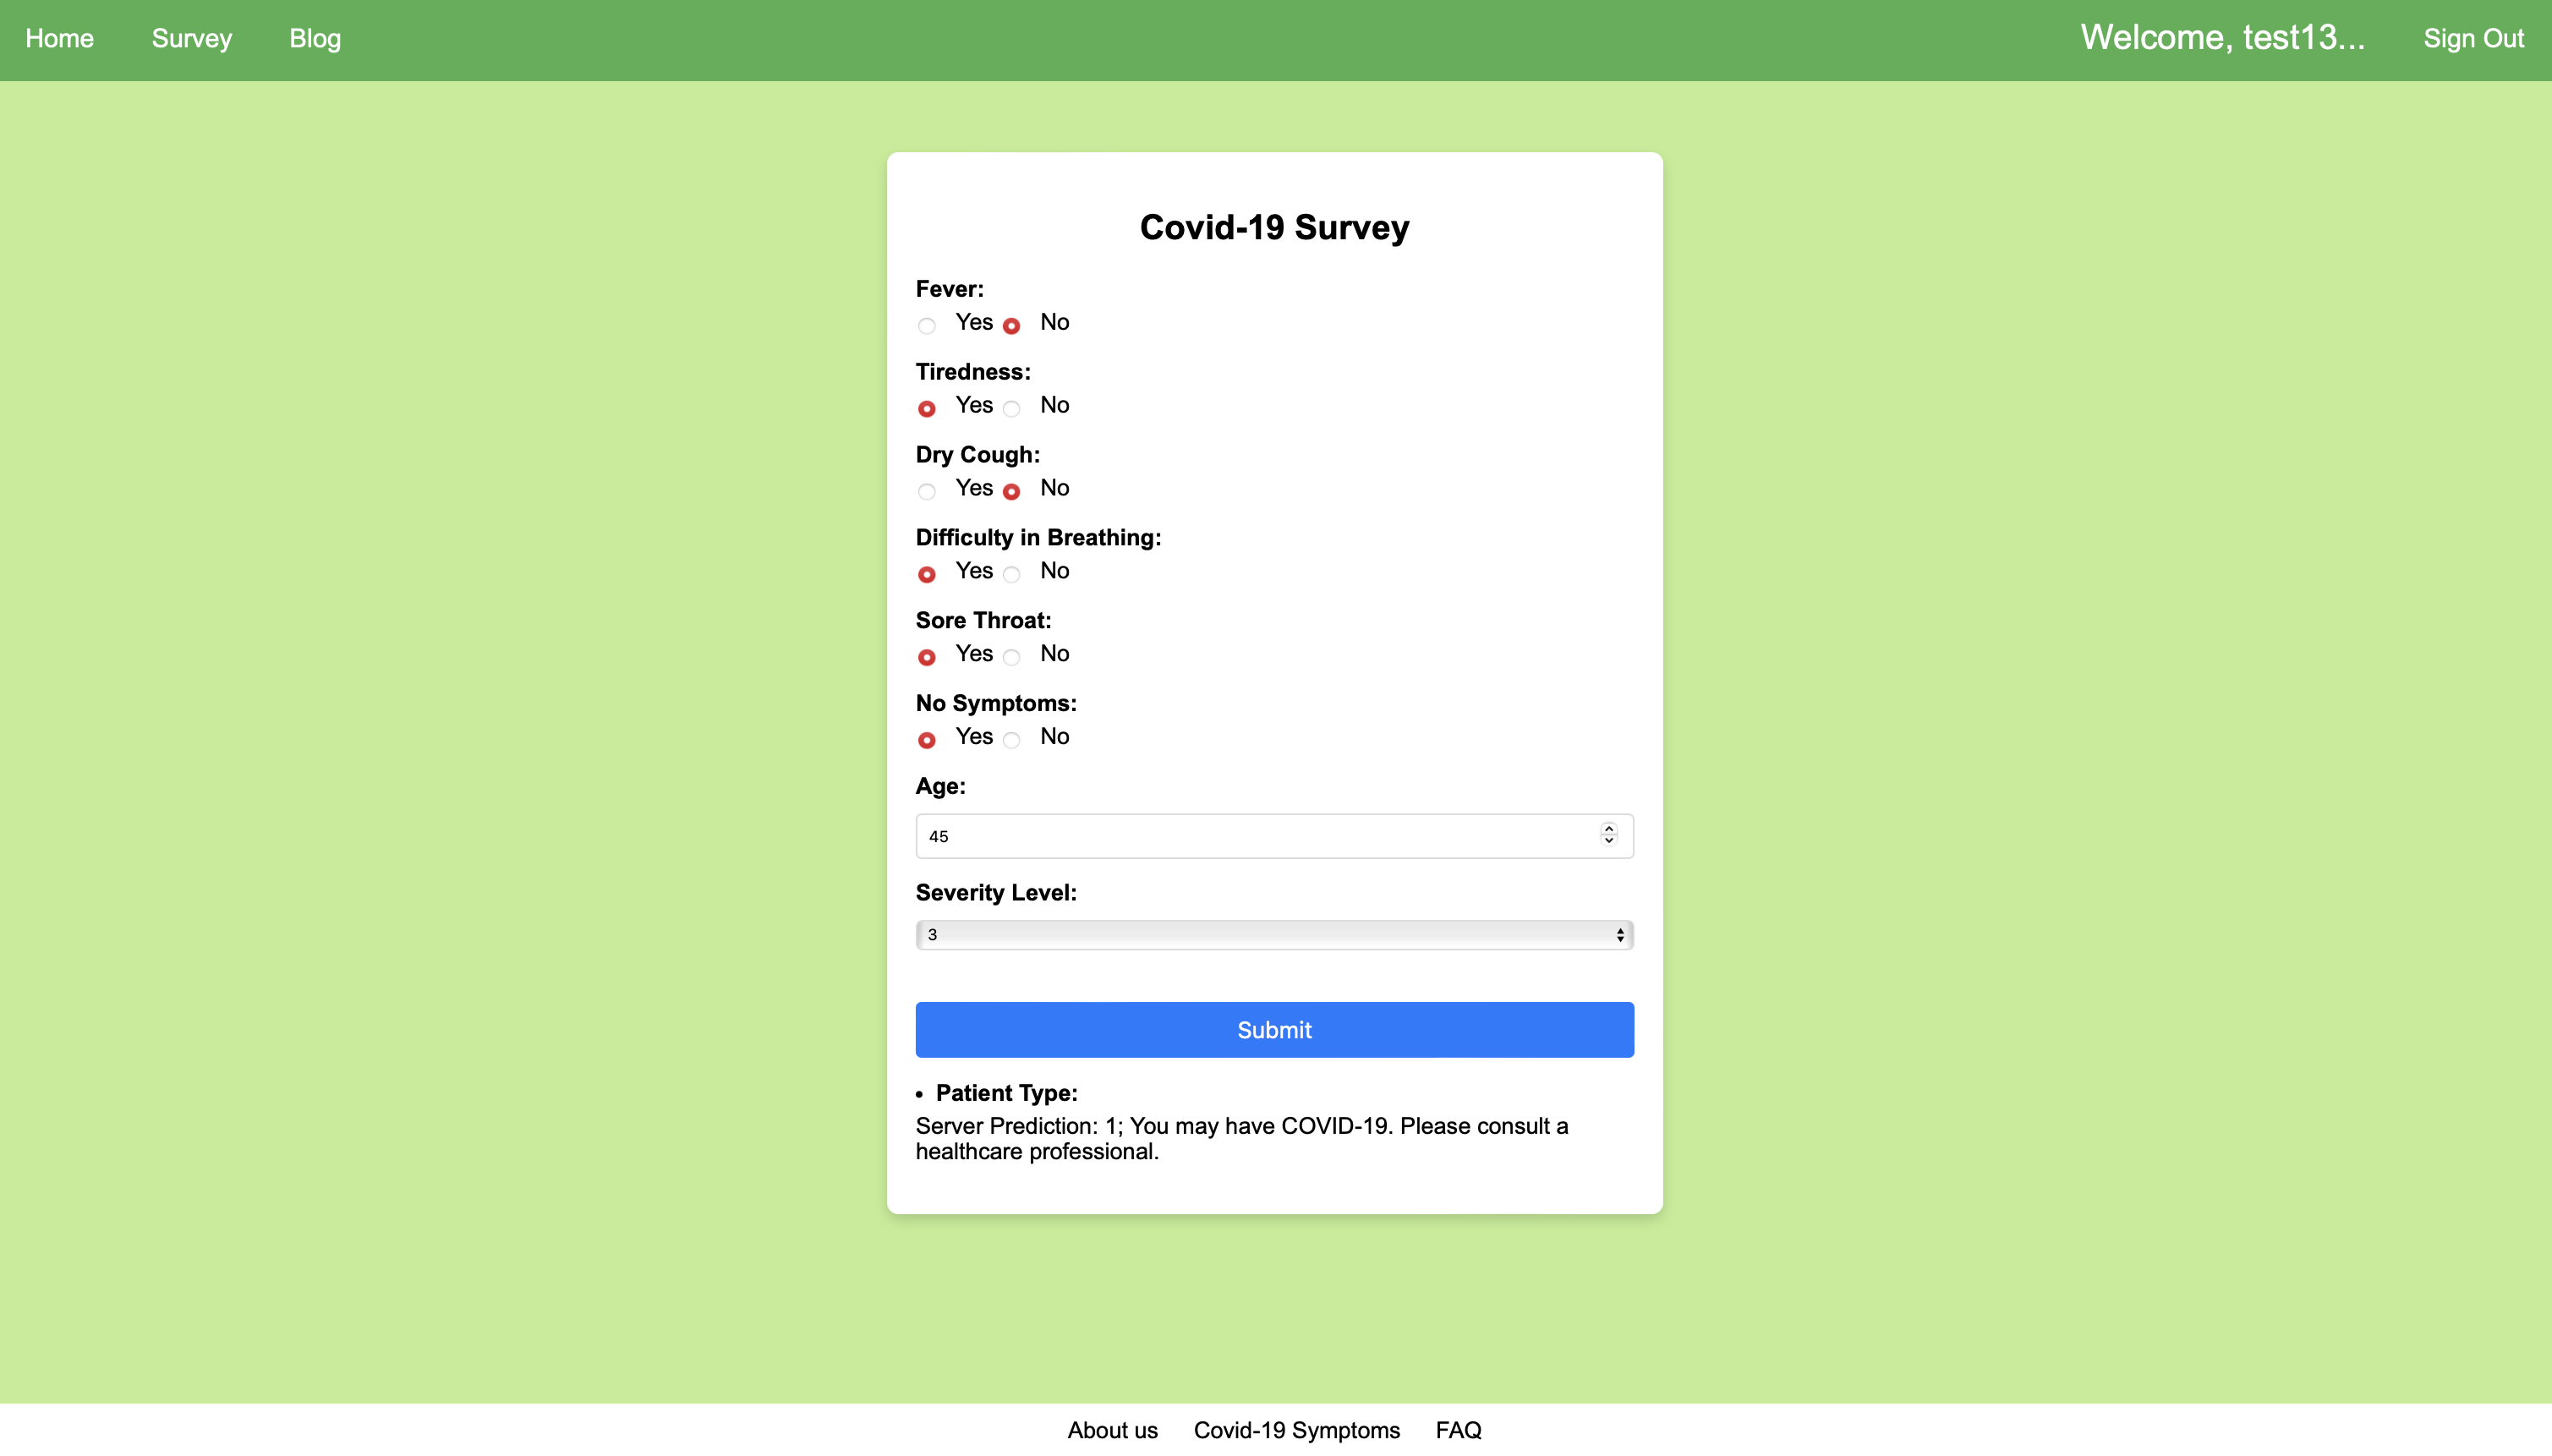 Home Survey Blog Welcome, test13... Sign Out
Covid-19 Survey
Fever:
Yes No
Tiredness:
Yes No
Dry Cough:
Yes No
Difficulty in Breathing:
Yes No
Sore Throat:
Yes No
No Symptoms:
Yes No
Age:
45
Severity Level:
3
Submit
• Patient Type:
Server Prediction: 1; You may have COVID-19. Please consult a
healthcare professional.
About us Covid-19 Symptoms FAQ